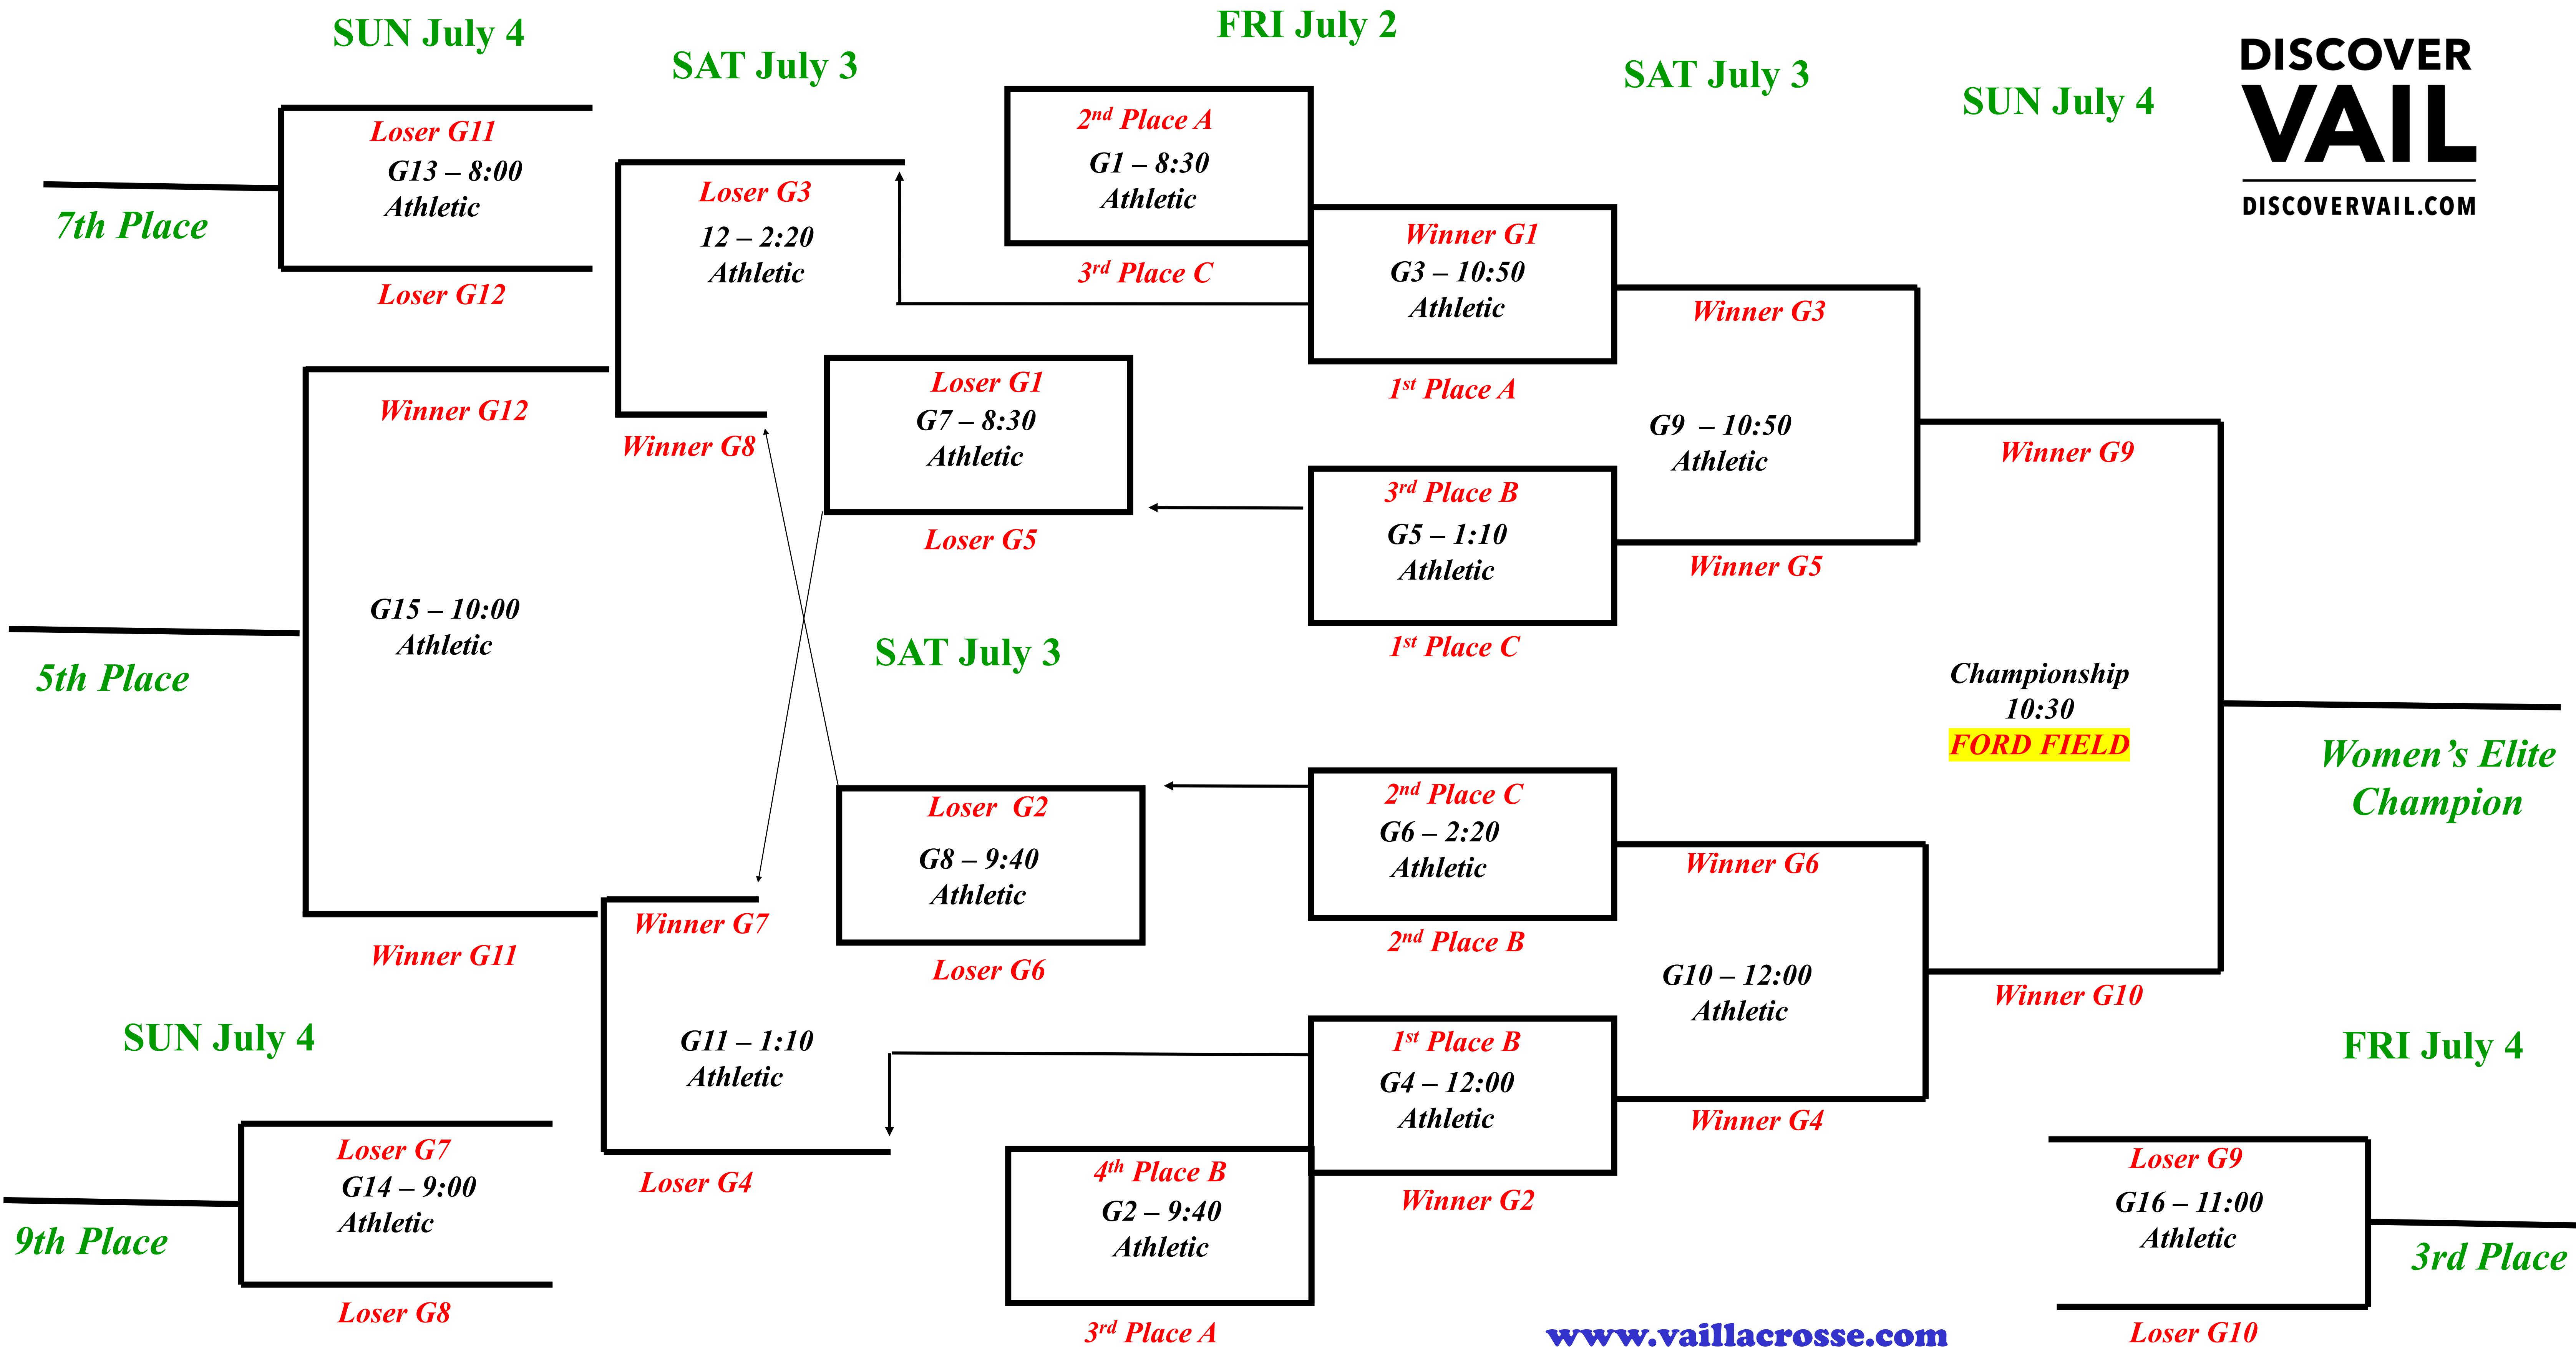 SUN July 4
SAT July 3
FRI July 2
SAT July 3
SUN July 4
DISCOVER
VAIL
DISCOVERVAIL.COM
Loser G11
G13 – 8:00
Athletic
Loser G12
7th Place
Loser G3
12 – 2:20
Athletic
Winner G8
2nd Place A
G1 – 8:30
Athletic
3rd Place C
Winner G1
G3 – 10:50
Athletic
1st Place A
Winner G3
G9 – 10:50
Athletic
Winner G5
Winner G9
Winner G12
G15 – 10:00
Athletic
Winner G11
5th Place
Loser G1
G7 – 8:30
Athletic
Loser G5
3rd Place B
G5 – 1:10
Athletic
1st Place C
SAT July 3
Championship
10:30
FORD FIELD
Women’s Elite
Champion
Loser G2
G8 – 9:40
Athletic
Loser G6
2nd Place C
G6 – 2:20
Athletic
2nd Place B
Winner G6
G10 – 12:00
Athletic
Winner G4
Winner G10
Winner G7
G11 – 1:10
Athletic
Loser G4
1st Place B
G4 – 12:00
Athletic
Winner G2
4th Place B
G2 – 9:40
Athletic
3rd Place A
SUN July 4
Loser G7
G14 – 9:00
Athletic
Loser G8
9th Place
FRI July 4
Loser G9
G16 – 11:00
Athletic
Loser G10
3rd Place
www.vaillacrosse.com